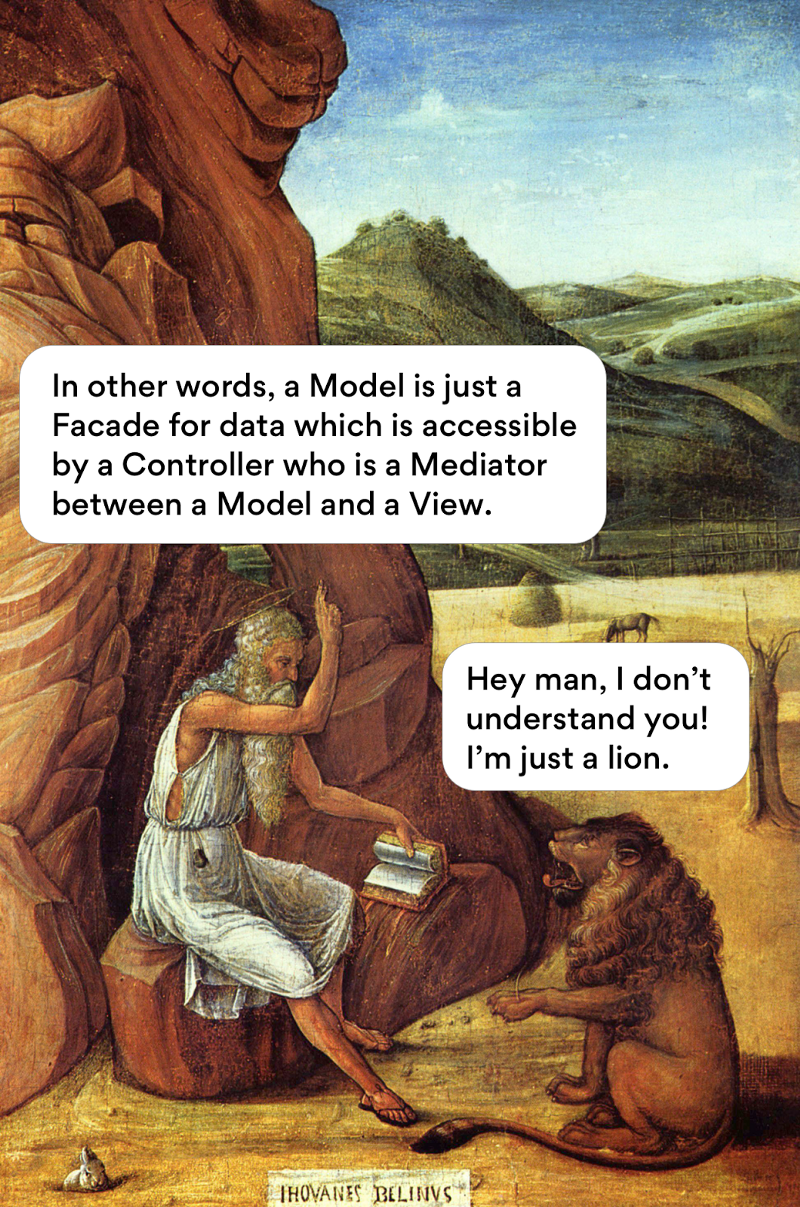 In other words, a Model is just a
Facade for data which is accessible
by a Controller who is a Mediator
between a Model and a View.
Hey man, I don’t
understand you!
I’m just a lion.
IHOVANES BELINVS